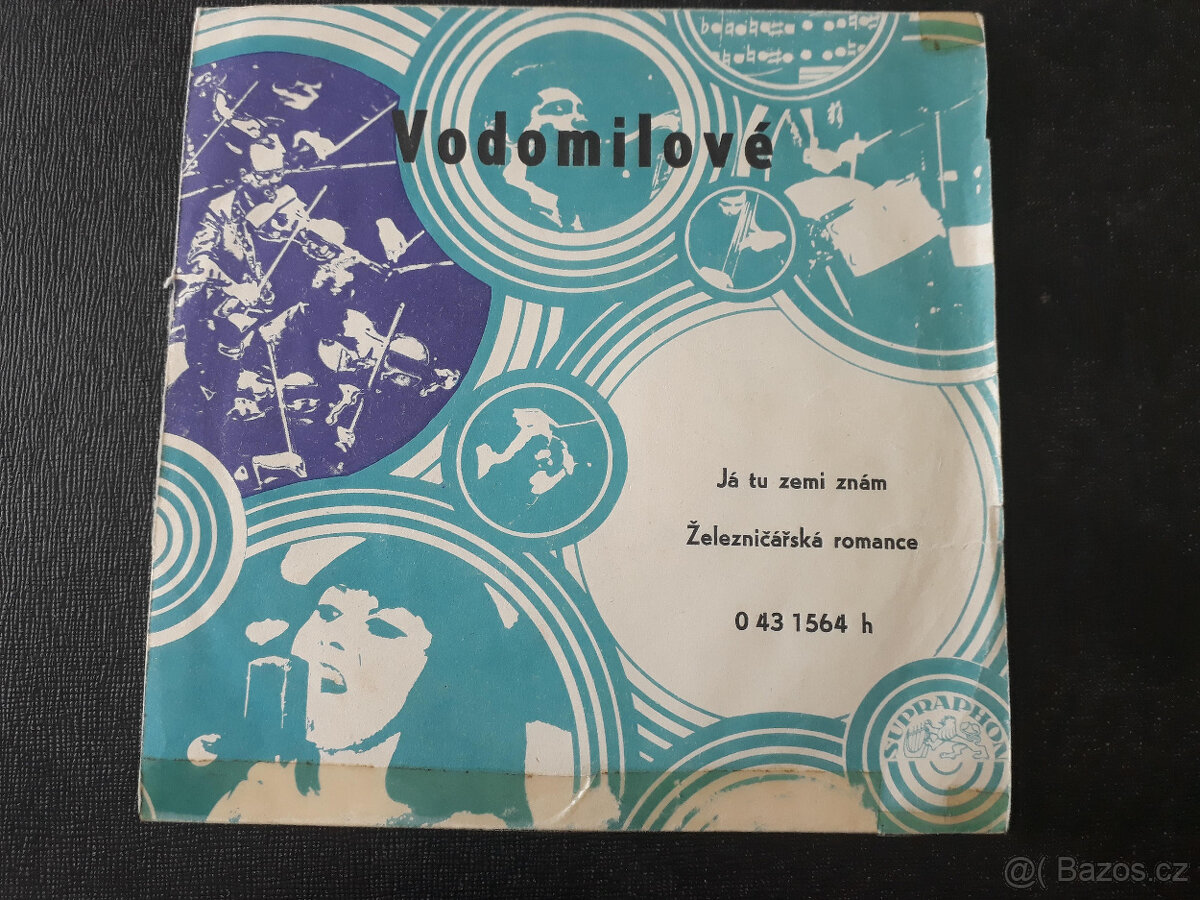 Vodomilové
Já tu zemi znám
Železničářská romance
0 43 1564 h
SUPRAPHON
@( Bazos.cz